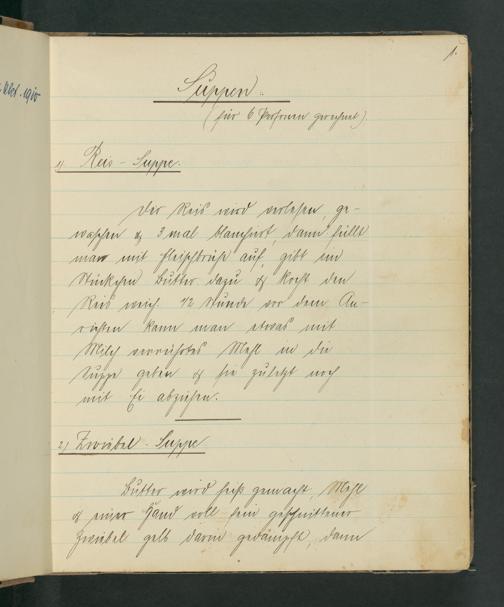 Okt. 1910
1.
Suppen.
(für 6 Personen gerechnet).
1) Reis-Suppe.
Der Reis wird verlesen, ge-
waschen & 3 mal blanchiert, dann füllt
man mit Fleischbrühe auf, gibt ein
Stückchen Butter dazu & kocht den
Reis weich. 1/2 Stunde vor dem An-
richten kann man etwas mit
Milch verrührtes Mehl in die
Suppe geben & sie zuletzt noch
mit Ei abziehen.
2) Zwiebel-Suppe
Butter wird heiß gemacht, Mehl
& einer Hand voll fein geschnittener
Zwiebel gelb darin gedämpft, dann